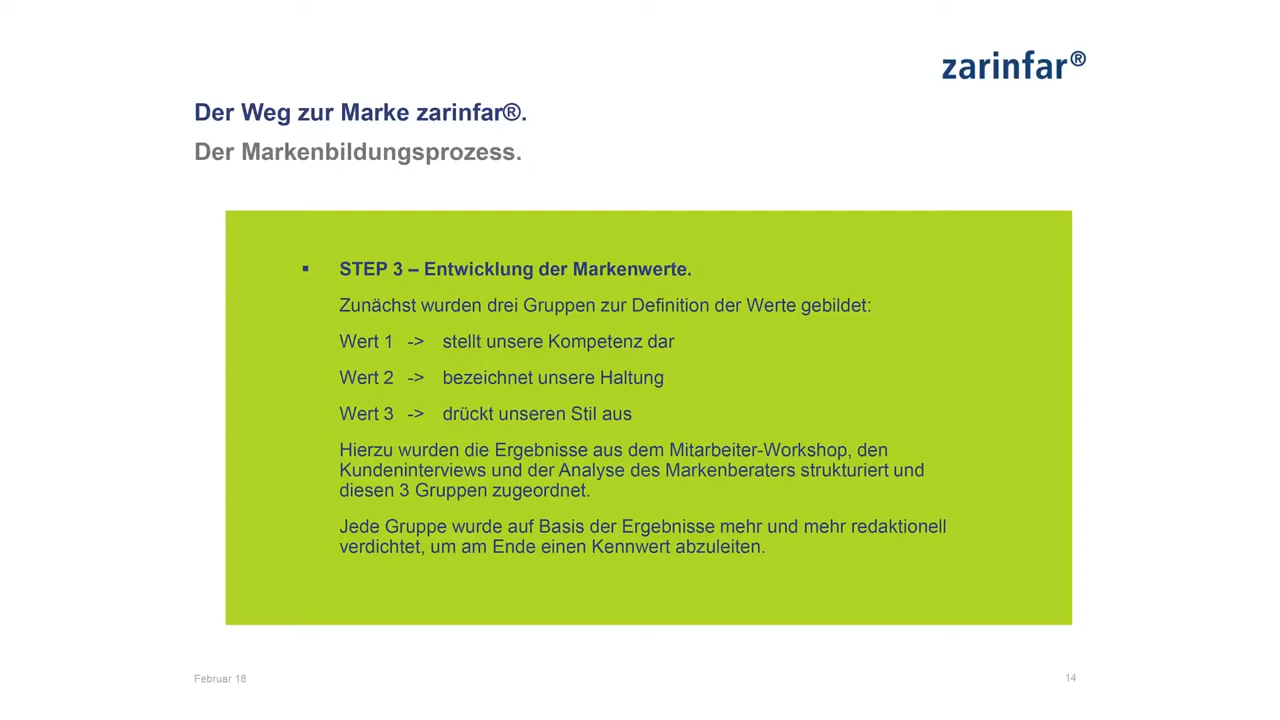 zarinfar®
Der Weg zur Marke zarinfar®.
Der Markenbildungsprozess.
▪ STEP 3 – Entwicklung der Markenwerte.
Zunächst wurden drei Gruppen zur Definition der Werte gebildet:
Wert 1 -> stellt unsere Kompetenz dar
Wert 2 -> bezeichnet unsere Haltung
Wert 3 -> drückt unseren Stil aus
Hierzu wurden die Ergebnisse aus dem Mitarbeiter-Workshop, den
Kundeninterviews und der Analyse des Markenberaters strukturiert und
diesen 3 Gruppen zugeordnet.
Jede Gruppe wurde auf Basis der Ergebnisse mehr und mehr redaktionell
verdichtet, um am Ende einen Kennwert abzuleiten.
Februar 18
14